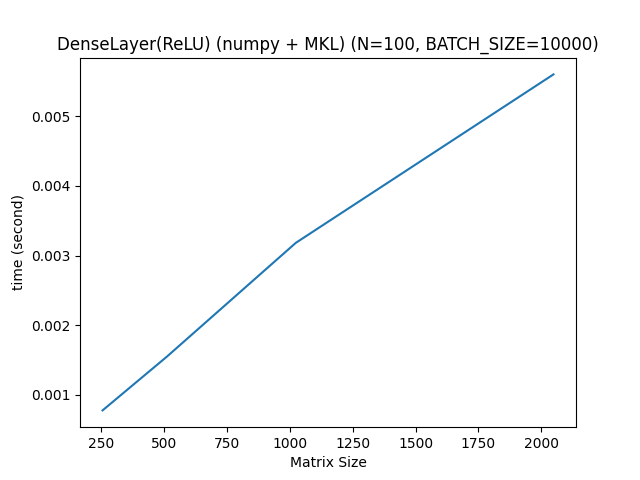 DenseLayer(ReLU) (numpy + MKL) (N=100, BATCH_SIZE=10000)
0.005
0.004
0.003
0.002
0.001
time (second)
250 500 750 1000 1250 1500 1750 2000
Matrix Size